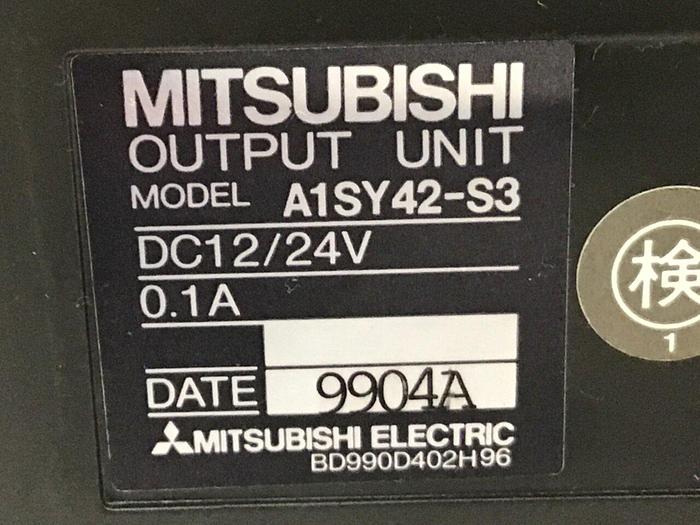 MITSUBISHI
OUTPUT UNIT
MODEL A1SY42-S3
DC12/24V
0.1A
DATE 9904A
MITSUBISHI ELECTRIC
BD990D402H96
検
1